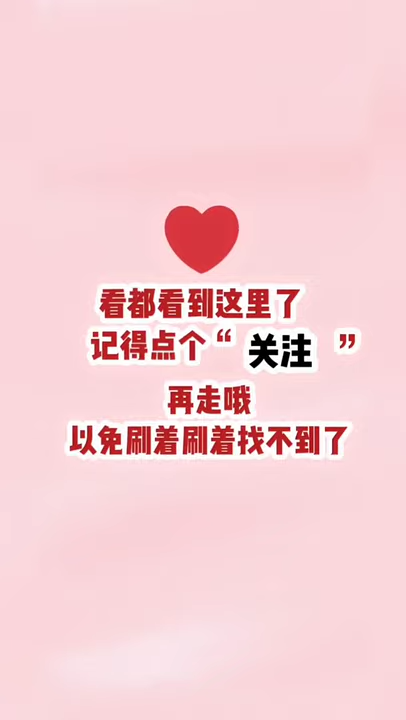 看都看到这里了
记得点个“关注”
再走哦
以免刷着刷着找不到了